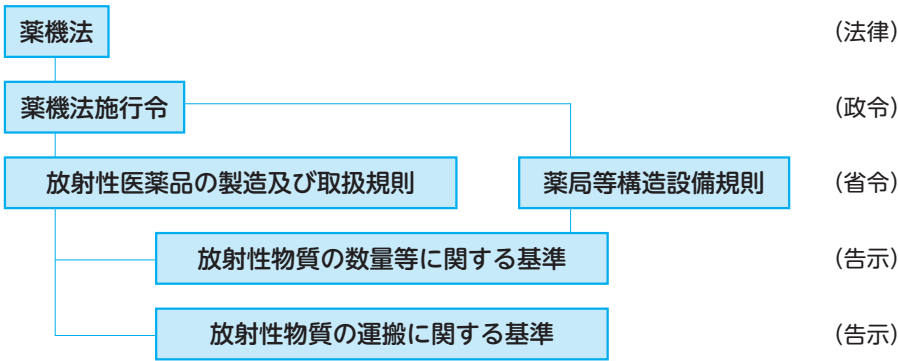 薬機法 (法律)
薬機法施行令 (政令)
放射性医薬品の製造及び取扱規則 薬局等構造設備規則 (省令)
放射性物質の数量等に関する基準 (告示)
放射性物質の運搬に関する基準 (告示)